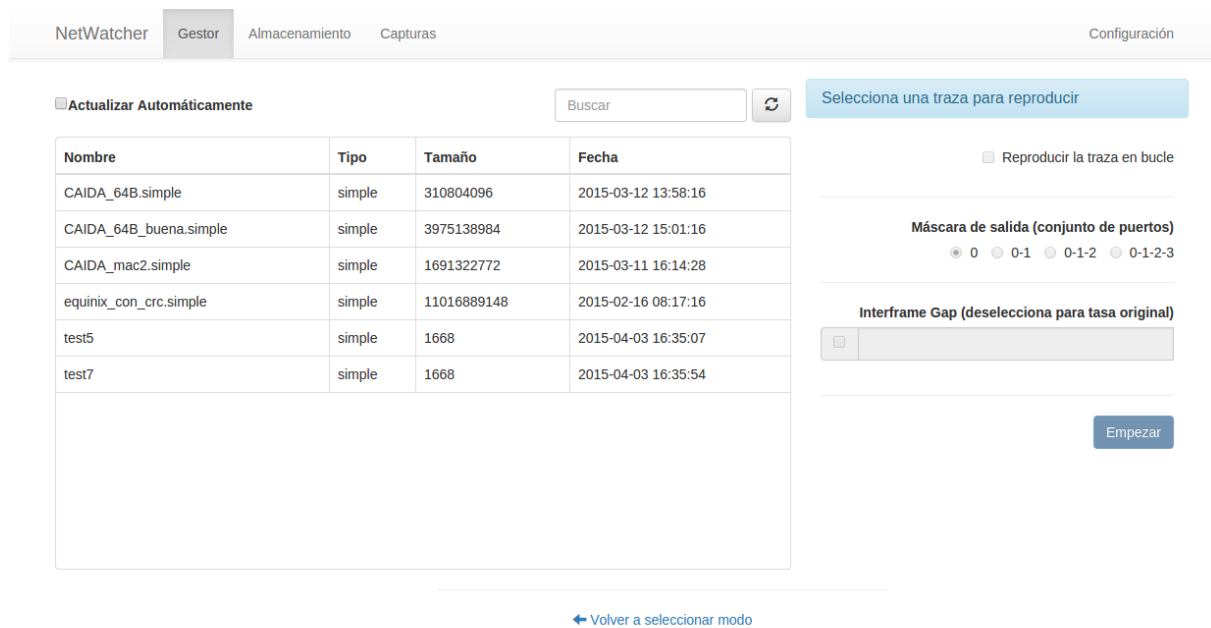 NetWatcher Gestor Almacenamiento Capturas Configuración
Actualizar Automáticamente Buscar
Selecciona una traza para reproducir
Nombre Tipo Tamaño Fecha
CAIDA_64B.simple simple 310804096 2015-03-12 13:58:16
CAIDA_64B_buena.simple simple 3975138984 2015-03-12 15:01:16
CAIDA_mac2.simple simple 1691322772 2015-03-11 16:14:28
equinix_con_crc.simple simple 11016889148 2015-02-16 08:17:16
test5 simple 1668 2015-04-03 16:35:07
test7 simple 1668 2015-04-03 16:35:54
Reproducir la traza en bucle
Máscara de salida (conjunto de puertos)
0 0-1 0-1-2 0-1-2-3
Interframe Gap (deselecciona para tasa original)
Empezar
Volver a seleccionar modo